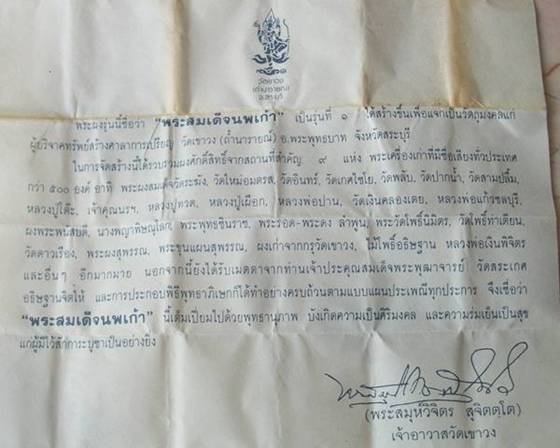 วัดเขาวง
(ถ้ำนารายณ์)
จ.สระบุรี
พระผงรุ่นนี้ชื่อว่า "พระสมเด็จนพเก้า" เป็นรุ่นที่ ๑ ได้สร้างขึ้นเพื่อแจกเป็นวัตถุมงคลแก่
ผู้บริจาคทรัพย์สร้างศาลาการเปรียญ วัดเขาวง (ถ้ำนารายณ์) อ.พระพุทธบาท จังหวัดสระบุรี
ในการจัดสร้างนี้ได้รวบรวมผงศักดิ์สิทธิ์จากสถานที่สำคัญ ๙ แห่ง พระเครื่องเก่าที่มีชื่อเสียงทั่วประเทศ
กว่า ๕๐๐ องค์ อาทิ พระผงสมเด็จวัดระฆัง, วัดใหม่อมตรส, วัดอินทร์, วัดเกศไชโย, วัดพลับ, วัดปากน้ำ, วัดสามปลื้ม,
หลวงปู่โต๊ะ, เจ้าคุณนรฯ, หลวงปู่ทวด, หลวงปู่เผือก, หลวงพ่อปาน, วัดเงินคลองเตย, หลวงพ่อแก้วชลบุรี,
ผงพระพนัสบดี, นางพญาพิษณุโลก, พระพุทธชินราช, พระรอด-พระคง ลำพูน, พระวัดโพธิ์นิมิตร, วัดโพธิ์ท่าเตียน,
วัดดาวเรือง, พระผงสุพรรณ, พระขุนแผนสุพรรณ, ผงเก่าจากกรุวัดเขาวง, ไม้โพธิ์อธิษฐาน หลวงพ่อเงินพิจิตร
และอื่นๆ อีกมากมาย นอกจากนี้ยังได้รับเมตตาจากท่านเจ้าประคุณสมเด็จพระพุฒาจารย์ วัดสระเกศ
อธิษฐานจิตให้ และการประกอบพิธีพุทธาภิเษกก็ได้ทำอย่างครบถ้วนตามแบบแผนประเพณีทุกประการ จึงเชื่อว่า
"พระสมเด็จนพเก้า" นี้เต็มเปี่ยมไปด้วยพุทธานุภาพ บังเกิดความเป็นศิริมงคล และความร่มเย็นเป็นสุข
แก่ผู้มีไว้สักการะบูชาเป็นอย่างยิ่ง
(พระสมุห์วิจิตร สุจิตตฺโต)
เจ้าอาวาสวัดเขาวง